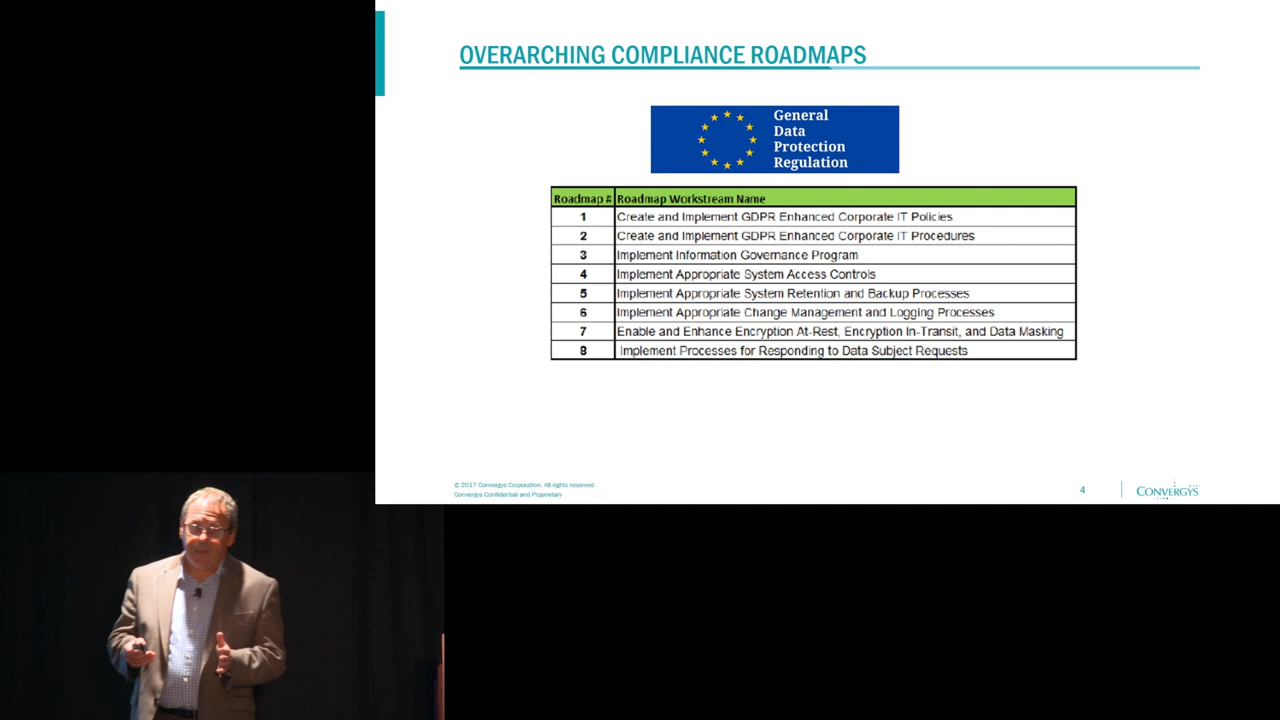 OVERARCHING COMPLIANCE ROADMAPS
General
Data
Protection
Regulation
Roadmap # Roadmap Workstream Name
1 Create and Implement GDPR Enhanced Corporate IT Policies
2 Create and Implement GDPR Enhanced Corporate IT Procedures
3 Implement Information Governance Program
4 Implement Appropriate System Access Controls
5 Implement Appropriate System Retention and Backup Processes
6 Implement Appropriate Change Management and Logging Processes
7 Enable and Enhance Encryption At-Rest, Encryption In-Transit, and Data Masking
8 Implement Processes for Responding to Data Subject Requests
© 2017 Convergys Corporation. All rights reserved.
Convergys Confidential and Proprietary
4
CONVERGYS